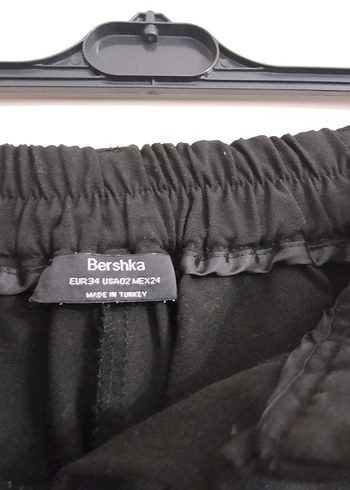 Bershka
EUR34 USA02 MEX24
MADE IN TURKEY